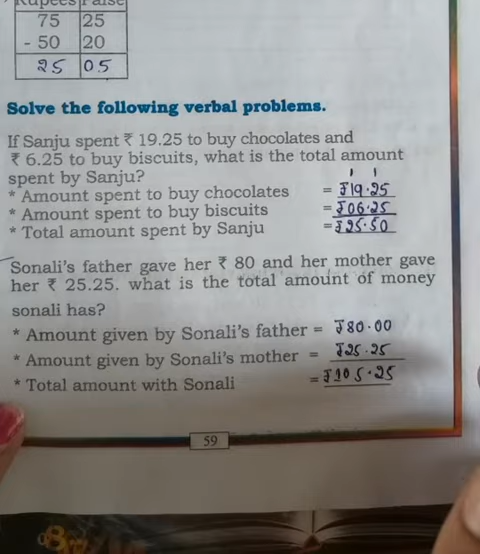 Rupees Paise
75 25
- 50 20
25 05
Solve the following verbal problems.
If Sanju spent ₹ 19.25 to buy chocolates and
₹ 6.25 to buy biscuits, what is the total amount
spent by Sanju?
1 1
* Amount spent to buy chocolates = ₹19.25
* Amount spent to buy biscuits = ₹06.25
* Total amount spent by Sanju = ₹25.50
Sonali's father gave her ₹ 80 and her mother gave
her ₹ 25.25. what is the total amount of money
sonali has?
* Amount given by Sonali's father = ₹80.00
* Amount given by Sonali's mother = ₹25.25
* Total amount with Sonali = ₹105.25
59